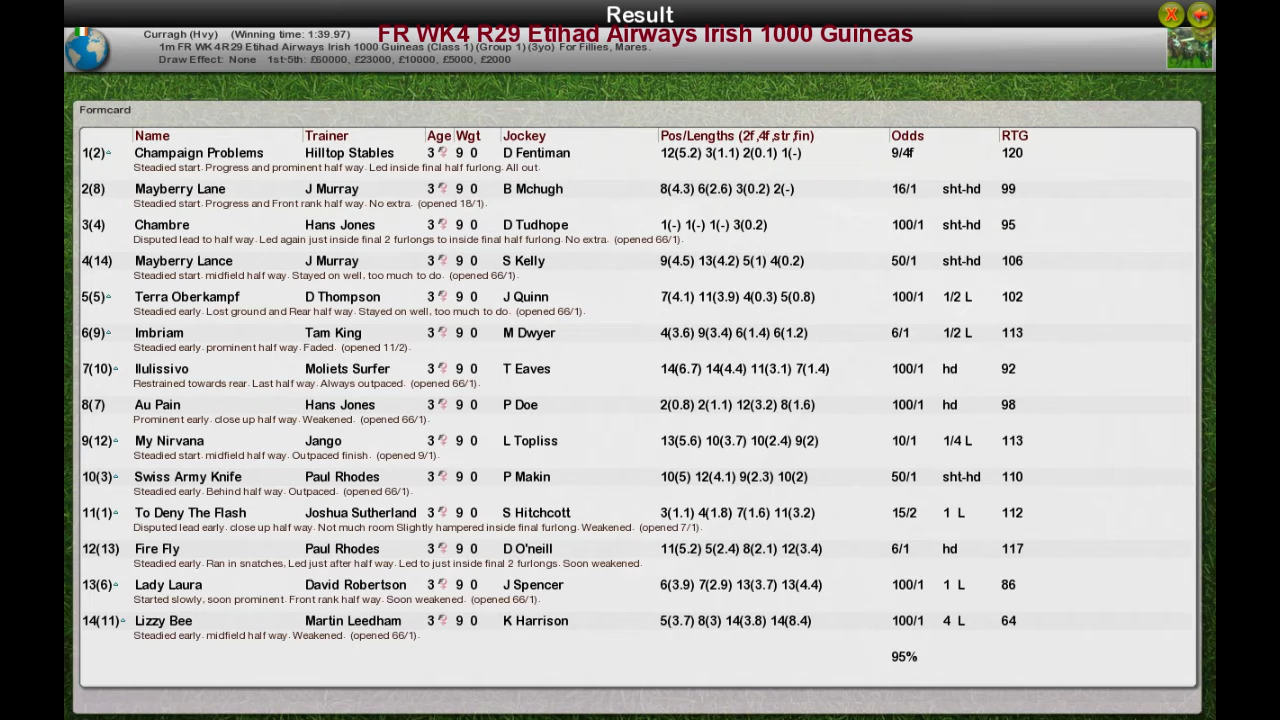 Result
FR WK4 R29 Etihad Airways Irish 1000 Guineas
Curragh (Hvy) (Winning time: 1:39.97)
1m FR WK4 R29 Etihad Airways Irish 1000 Guineas (Class 1) (Group 1) (3yo) For Fillies, Mares.
Draw Effect: None 1st-5th: £60000, £23000, £10000, £5000, £2000
Formcard
Name Trainer Age Wgt Jockey Pos/Lengths (2f,4f,str,fin) Odds RTG
1(2) Champaign Problems Hilltop Stables 3 9 0 D Fentiman 12(5.2) 3(1.1) 2(0.1) 1(-) 9/4f 120
Steadied start. Progress and prominent half way. Led inside final half furlong. All out.
2(8) Mayberry Lane J Murray 3 9 0 B Mchugh 8(4.3) 6(2.6) 3(0.2) 2(-) 16/1 sht-hd 99
Steadied start. Progress and Front rank half way. No extra. (opened 18/1).
3(4) Chambre Hans Jones 3 9 0 D Tudhope 1(-) 1(-) 1(-) 3(0.2) 100/1 sht-hd 95
Disputed lead to half way. Led again just inside final 2 furlongs to inside final half furlong. No extra. (opened 66/1).
4(14) Mayberry Lance J Murray 3 9 0 S Kelly 9(4.5) 13(4.2) 5(1) 4(0.2) 50/1 sht-hd 106
Steadied start. midfield half way. Stayed on well, too much to do. (opened 66/1).
5(5) Terra Oberkampf D Thompson 3 9 0 J Quinn 7(4.1) 11(3.9) 4(0.3) 5(0.8) 100/1 1/2 L 102
Steadied early. Lost ground and Rear half way. Stayed on well, too much to do. (opened 66/1).
6(9) Imbriam Tam King 3 9 0 M Dwyer 4(3.6) 9(3.4) 6(1.4) 6(1.2) 6/1 1/2 L 113
Steadied early. prominent half way. Faded. (opened 11/2).
7(10) Ilulissivo Moliets Surfer 3 9 0 T Eaves 14(6.7) 14(4.4) 11(3.1) 7(1.4) 100/1 hd 92
Restrained towards rear. Last half way. Always outpaced. (opened 66/1).
8(7) Au Pain Hans Jones 3 9 0 P Doe 2(0.8) 2(1.1) 12(3.2) 8(1.6) 100/1 hd 98
Prominent early. close up half way. Weakened. (opened 66/1).
9(12) My Nirvana Jango 3 9 0 L Topliss 13(5.6) 10(3.7) 10(2.4) 9(2) 10/1 1/4 L 113
Steadied start. midfield half way. Outpaced finish. (opened 9/1).
10(3) Swiss Army Knife Paul Rhodes 3 9 0 P Makin 10(5) 12(4.1) 9(2.3) 10(2) 50/1 sht-hd 110
Steadied early. Behind half way. Outpaced. (opened 66/1).
11(1) To Deny The Flash Joshua Sutherland 3 9 0 S Hitchcott 3(1.1) 4(1.8) 7(1.6) 11(3.2) 15/2 1 L 112
Disputed lead early. close up half way. Not much room Slightly hampered inside final furlong. Weakened. (opened 7/1).
12(13) Fire Fly Paul Rhodes 3 9 0 D O'neill 11(5.2) 5(2.4) 8(2.1) 12(3.4) 6/1 hd 117
Steadied early. Ran in snatches, Led just after half way. Led to just inside final 2 furlongs. Soon weakened.
13(6) Lady Laura David Robertson 3 9 0 J Spencer 6(3.9) 7(2.9) 13(3.7) 13(4.4) 100/1 1 L 86
Started slowly, soon prominent. Front rank half way. Soon weakened. (opened 66/1).
14(11) Lizzy Bee Martin Leedham 3 9 0 K Harrison 5(3.7) 8(3) 14(3.8) 14(8.4) 100/1 4 L 64
Steadied early. midfield half way. Weakened. (opened 66/1).
95%